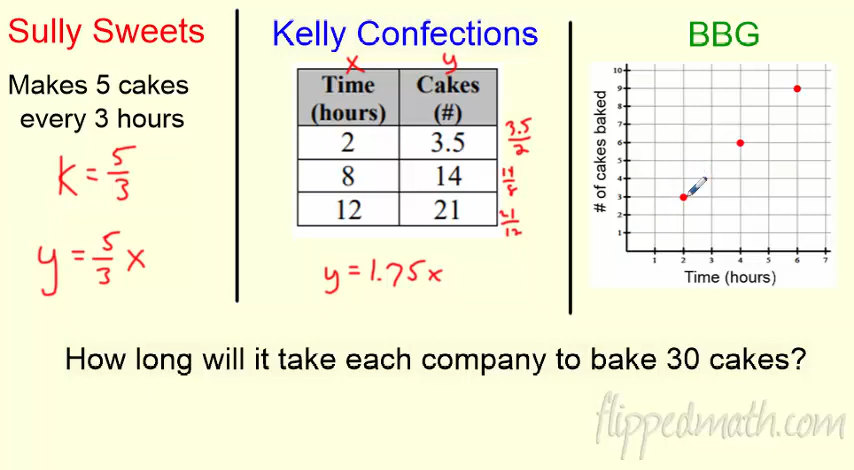 Sully Sweets
Makes 5 cakes
every 3 hours
k = 5/3
y = 5/3 x
Kelly Confections
x y
Time (hours) Cakes (#)
2 3.5 3.5/2
8 14 14/8
12 21 21/12
y = 1.75x
BBG
# of cakes baked
10
9
8
7
6
5
4
3
2
1
1 2 3 4 5 6 7
Time (hours)
How long will it take each company to bake 30 cakes?
flippedmath.com